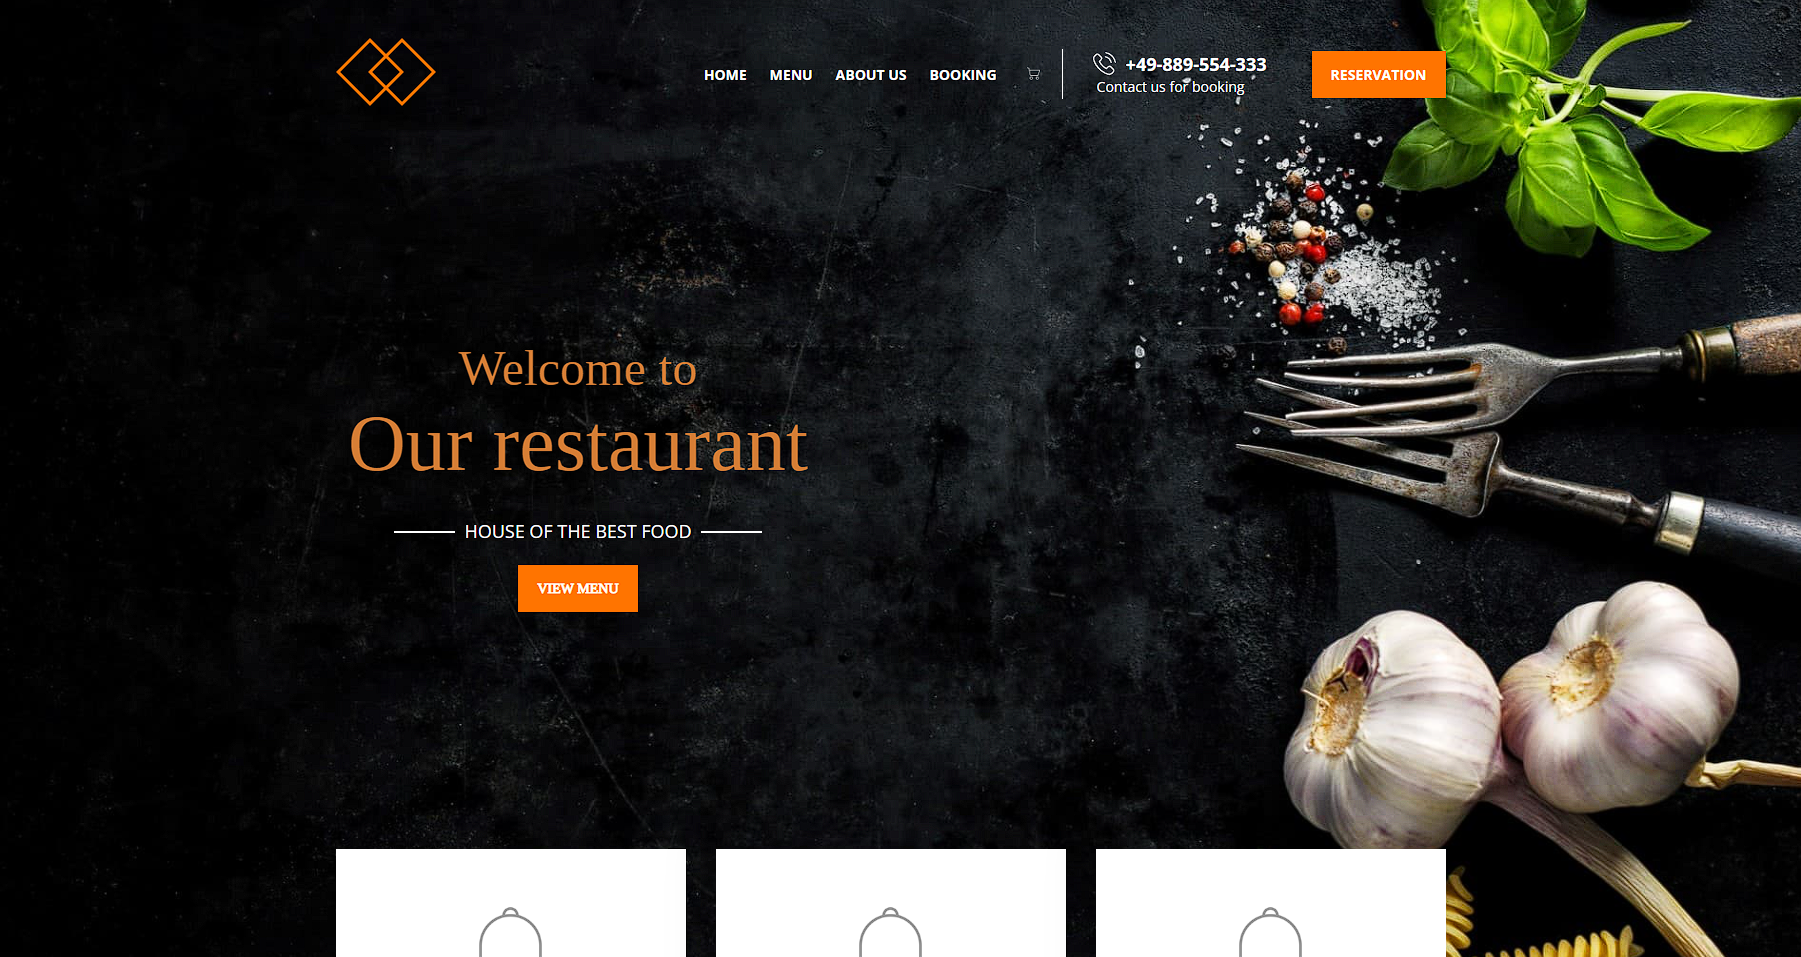 HOME MENU ABOUT US BOOKING
+49-889-554-333
Contact us for booking
RESERVATION
Welcome to
Our restaurant
HOUSE OF THE BEST FOOD
VIEW MENU